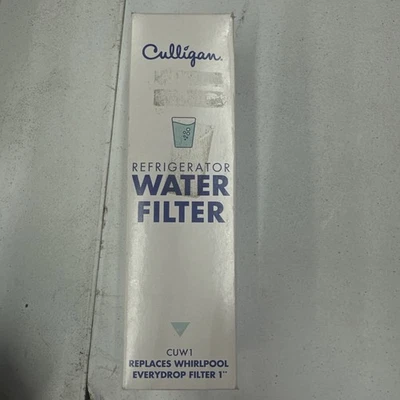 Culligan.
REFRIGERATOR
WATER
FILTER
CUW1
REPLACES WHIRLPOOL
EVERYDROP FILTER 1**